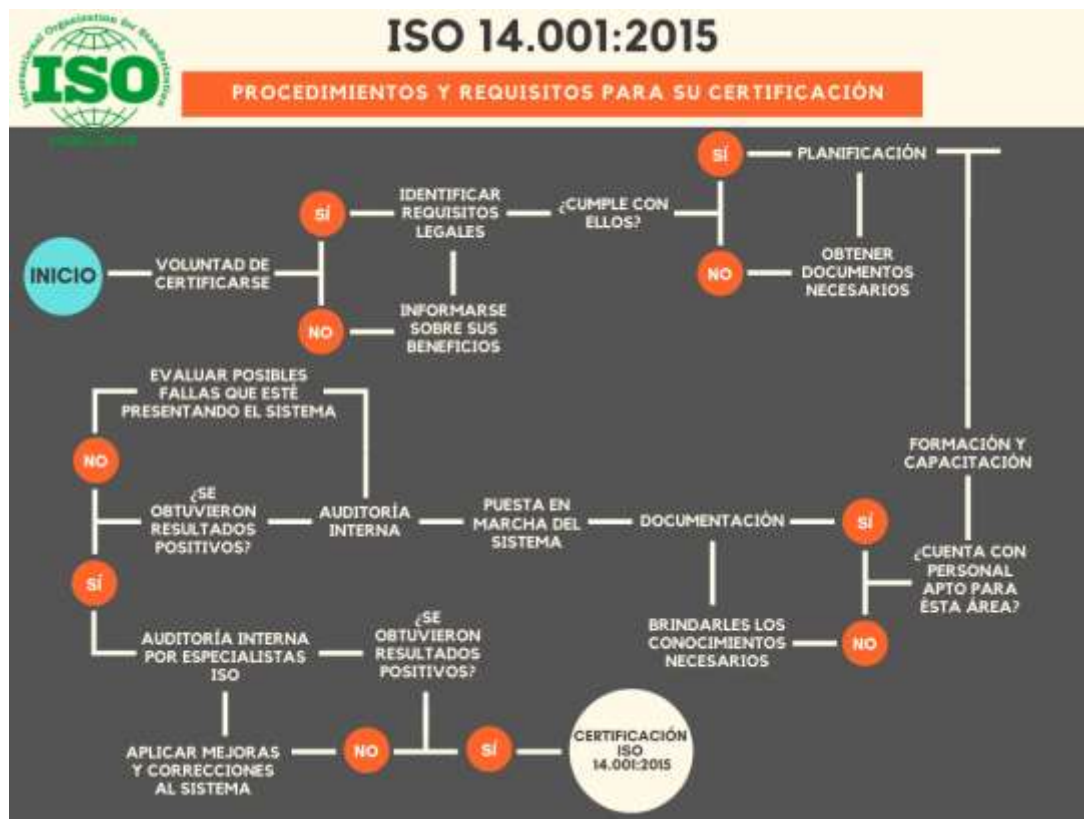 International Organization for Standardization
ISO
ISO 14.001:2015
PROCEDIMIENTOS Y REQUISITOS PARA SU CERTIFICACIÓN
INICIO
VOLUNTAD DE
CERTIFICARSE
SÍ
NO
IDENTIFICAR
REQUISITOS
LEGALES
INFORMARSE
SOBRE SUS
BENEFICIOS
¿CUMPLE CON
ELLOS?
SÍ
NO
PLANIFICACIÓN
OBTENER
DOCUMENTOS
NECESARIOS
FORMACIÓN Y
CAPACITACIÓN
¿CUENTA CON
PERSONAL
APTO PARA
ÉSTA ÁREA?
SÍ
NO
BRINDARLES LOS
CONOCIMIENTOS
NECESARIOS
DOCUMENTACIÓN
PUESTA EN
MARCHA DEL
SISTEMA
AUDITORÍA
INTERNA
¿SE
OBTUVIERON
RESULTADOS
POSITIVOS?
NO
EVALUAR POSIBLES
FALLAS QUE ESTÉ
PRESENTANDO EL SISTEMA
SÍ
AUDITORÍA INTERNA
POR ESPECIALISTAS
ISO
¿SE
OBTUVIERON
RESULTADOS
POSITIVOS?
NO
APLICAR MEJORAS
Y CORRECCIONES
AL SISTEMA
SÍ
CERTIFICACIÓN
ISO
14.001:2015